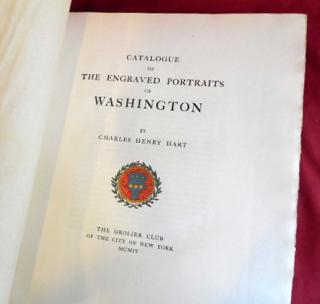 CATALOGUE
OF
THE ENGRAVED PORTRAITS
OF
WASHINGTON
BY
CHARLES HENRY HART
THE GROLIER CLUB
OF THE CITY OF NEW YORK
MCMIV